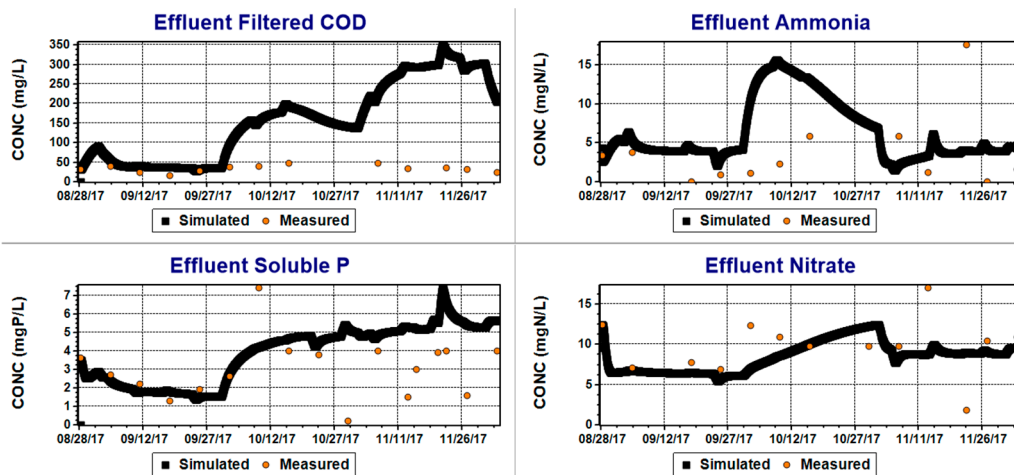 Effluent Filtered COD
CONC (mg/L)
350
300
250
200
150
100
50
0
08/28/17 09/12/17 09/27/17 10/12/17 10/27/17 11/11/17 11/26/17
Simulated Measured
Effluent Ammonia
CONC (mgN/L)
15
10
5
0
08/28/17 09/12/17 09/27/17 10/12/17 10/27/17 11/11/17 11/26/17
Simulated Measured
Effluent Soluble P
CONC (mgP/L)
7
6
5
4
3
2
1
0
08/28/17 09/12/17 09/27/17 10/12/17 10/27/17 11/11/17 11/26/17
Simulated Measured
Effluent Nitrate
CONC (mgN/L)
15
10
5
0
08/28/17 09/12/17 09/27/17 10/12/17 10/27/17 11/11/17 11/26/17
Simulated Measured